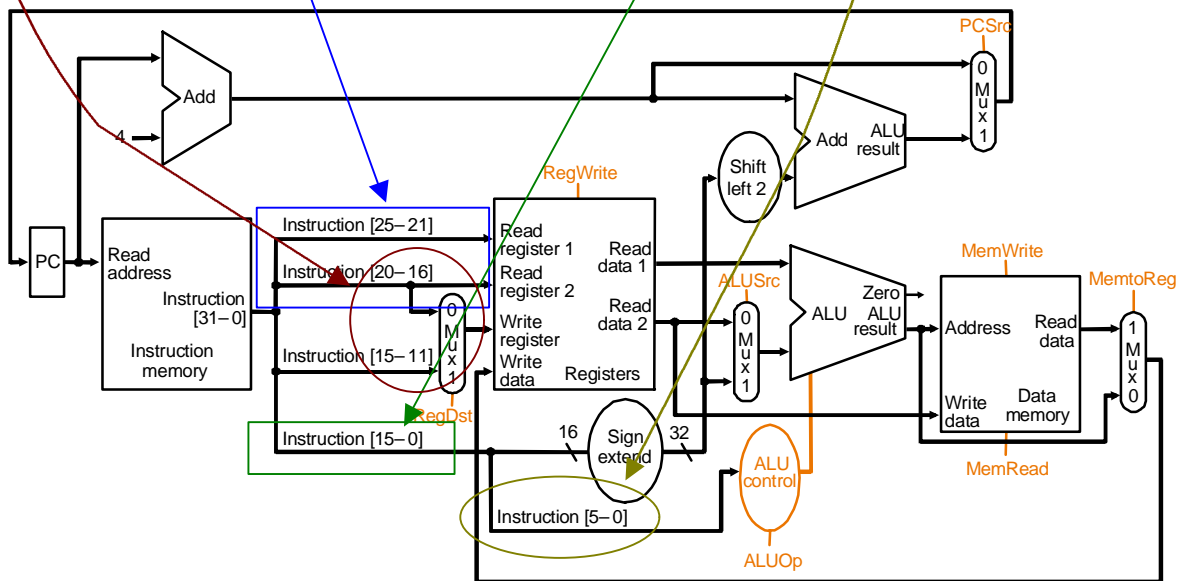 PCSrc
0
M
u
x
1
Add
4
Add
ALU
result
Shift
left 2
RegWrite
Instruction [25–21]
Read
register 1
Read
data 1
PC
Read
address
Instruction [20–16]
Read
register 2
Instruction
[31–0]
Instruction
memory
0
M
u
x
1
Write
register
Read
data 2
Instruction [15–11]
Write
data
Registers
RegDst
ALUSrc
0
M
u
x
1
Zero
ALU
ALU
result
MemWrite
Address
Read
data
Write
data
Data
memory
MemRead
MemtoReg
1
M
u
x
0
Instruction [15–0]
16
Sign
extend
32
ALU
control
Instruction [5–0]
ALUOp